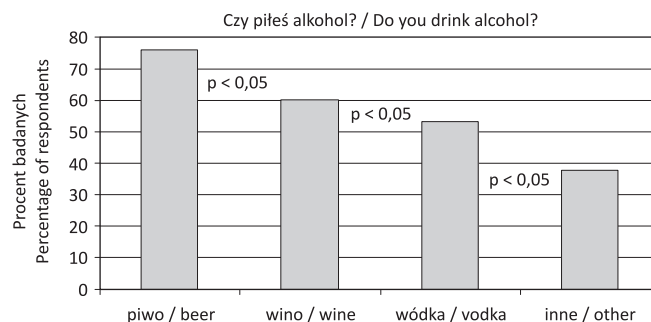 Czy piłeś alkohol? / Do you drink alcohol?
Procent badanych
Percentage of respondents
80
70
60
50
40
30
20
10
0
p < 0,05
p < 0,05
p < 0,05
piwo / beer
wino / wine
wódka / vodka
inne / other